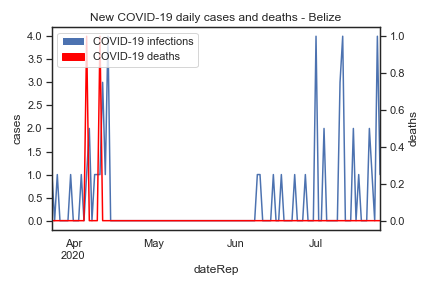 New COVID-19 daily cases and deaths - Belize
COVID-19 infections
COVID-19 deaths
4.0
3.5
3.0
2.5
2.0
1.5
1.0
0.5
0.0
cases
1.0
0.8
0.6
0.4
0.2
0.0
deaths
Apr
2020
May
Jun
Jul
dateRep